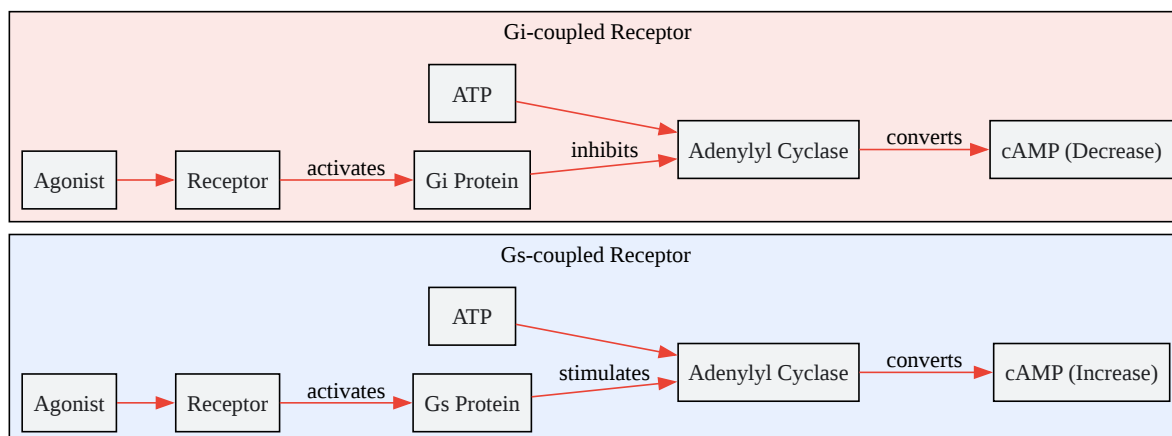 Gi-coupled Receptor
ATP
Agonist
Receptor
activates
Gi Protein
inhibits
Adenylyl Cyclase
converts
cAMP (Decrease)
Gs-coupled Receptor
ATP
Agonist
Receptor
activates
Gs Protein
stimulates
Adenylyl Cyclase
converts
cAMP (Increase)